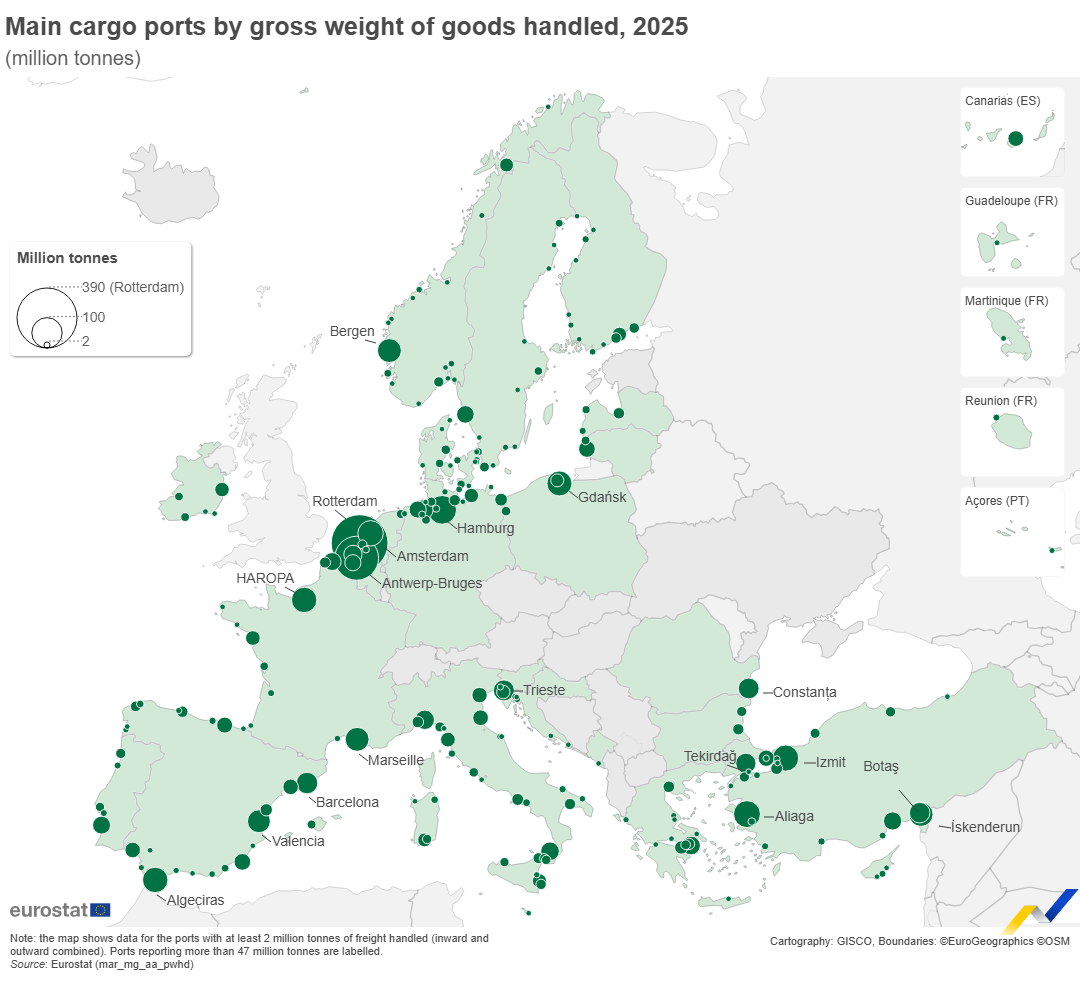 Main cargo ports by gross weight of goods handled, 2025
(million tonnes)
Canarias (ES)
Guadeloupe (FR)
Martinique (FR)
Reunion (FR)
Açores (PT)
Million tonnes
390 (Rotterdam)
100
2
Bergen
Gdańsk
Rotterdam
Hamburg
Amsterdam
HAROPA
Antwerp-Bruges
Trieste
Constanța
Marseille
Tekirdağ
Izmit
Botaş
Barcelona
Aliaga
İskenderun
Valencia
Algeciras
eurostat
Note: the map shows data for the ports with at least 2 million tonnes of freight handled (inward and
outward combined). Ports reporting more than 47 million tonnes are labelled.
Source: Eurostat (mar_mg_aa_pwhd)
Cartography: GISCO, Boundaries: ©EuroGeographics ©OSM